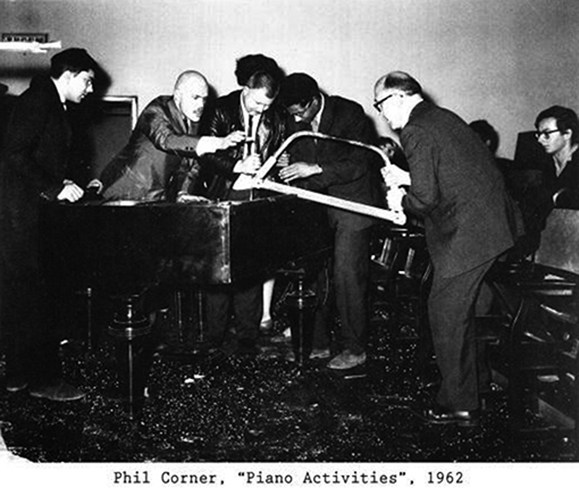 Phil Corner, “Piano Activities”, 1962